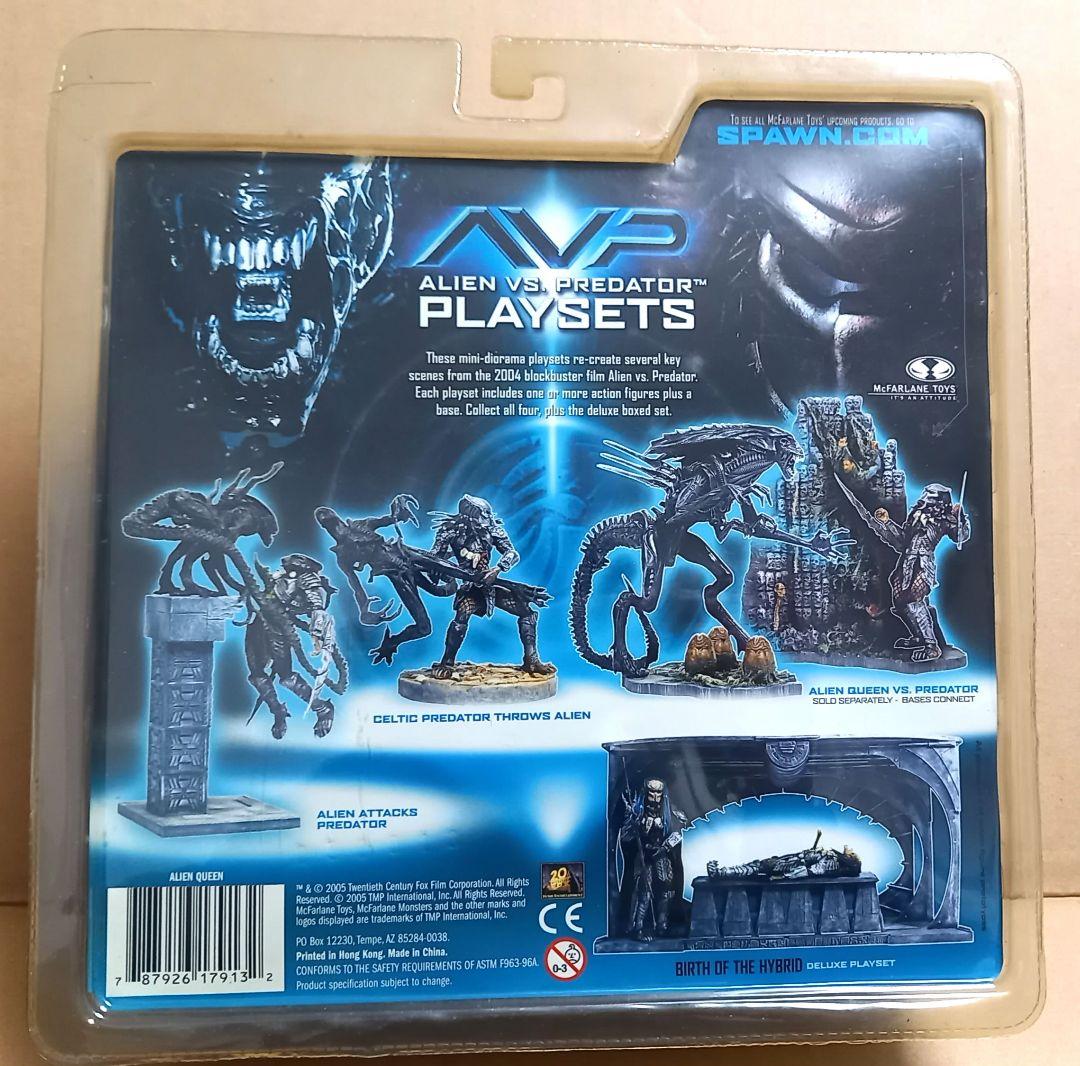 To see all McFarlane Toys' upcoming products, go to
SPAWN.COM
AVP
ALIEN VS. PREDATOR™
PLAYSETS
These mini-diorama playsets re-create several key
scenes from the 2004 blockbuster film Alien vs. Predator.
Each playset includes one or more action figures plus a
base. Collect all four, plus the deluxe boxed set.
McFARLANE TOYS
IT'S AN ATTITUDE
ALIEN QUEEN VS. PREDATOR
SOLD SEPARATELY - BASES CONNECT
CELTIC PREDATOR THROWS ALIEN
ALIEN ATTACKS
PREDATOR
ALIEN QUEEN
7 87926 17913 2
™ & © 2005 Twentieth Century Fox Film Corporation. All Rights
Reserved. © 2005 TMP International, Inc. All Rights Reserved.
McFarlane Toys, McFarlane Monsters and the other marks and
logos displayed are trademarks of TMP International, Inc.
PO Box 12230, Tempe, AZ 85284-0038.
Printed in Hong Kong. Made in China.
CONFORMS TO THE SAFETY REQUIREMENTS OF ASTM F963-96A.
Product specification subject to change.
20
CE
0-3
BIRTH OF THE HYBRID DELUXE PLAYSET